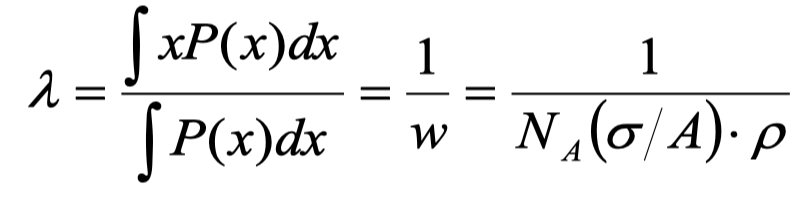 λ = ∫ xP(x)dx / ∫ P(x)dx = 1 / w = 1 / N_A(σ/A)·ρ